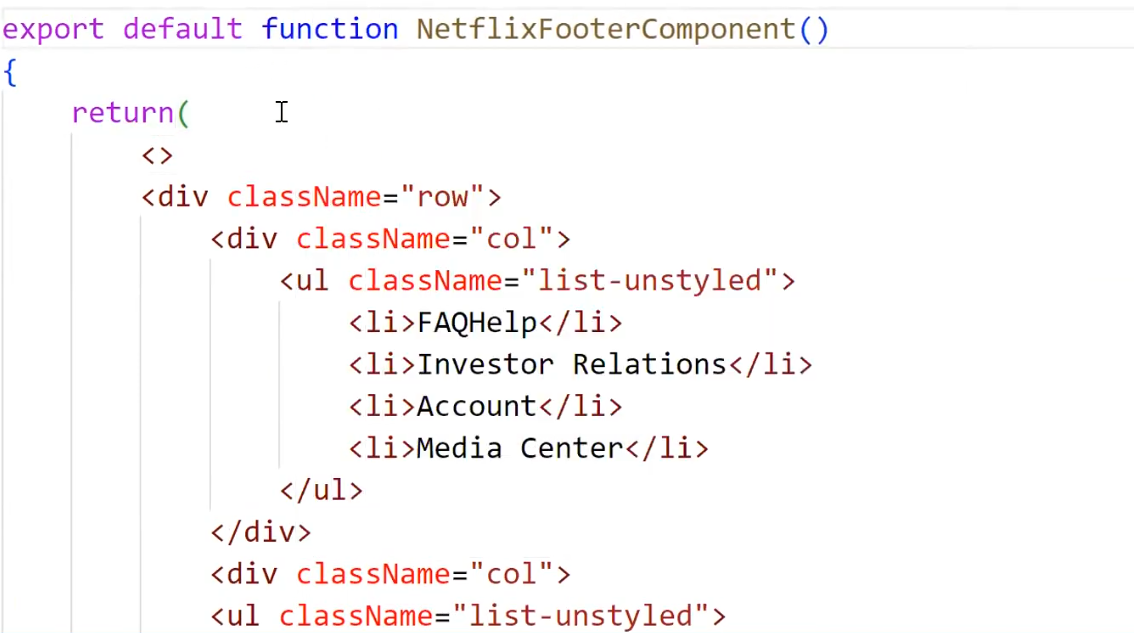 export default function NetflixFooterComponent()
{
    return(
        <>
        <div className="row">
            <div className="col">
                <ul className="list-unstyled">
                    <li>FAQHelp</li>
                    <li>Investor Relations</li>
                    <li>Account</li>
                    <li>Media Center</li>
                </ul>
            </div>
            <div className="col">
            <ul className="list-unstyled">